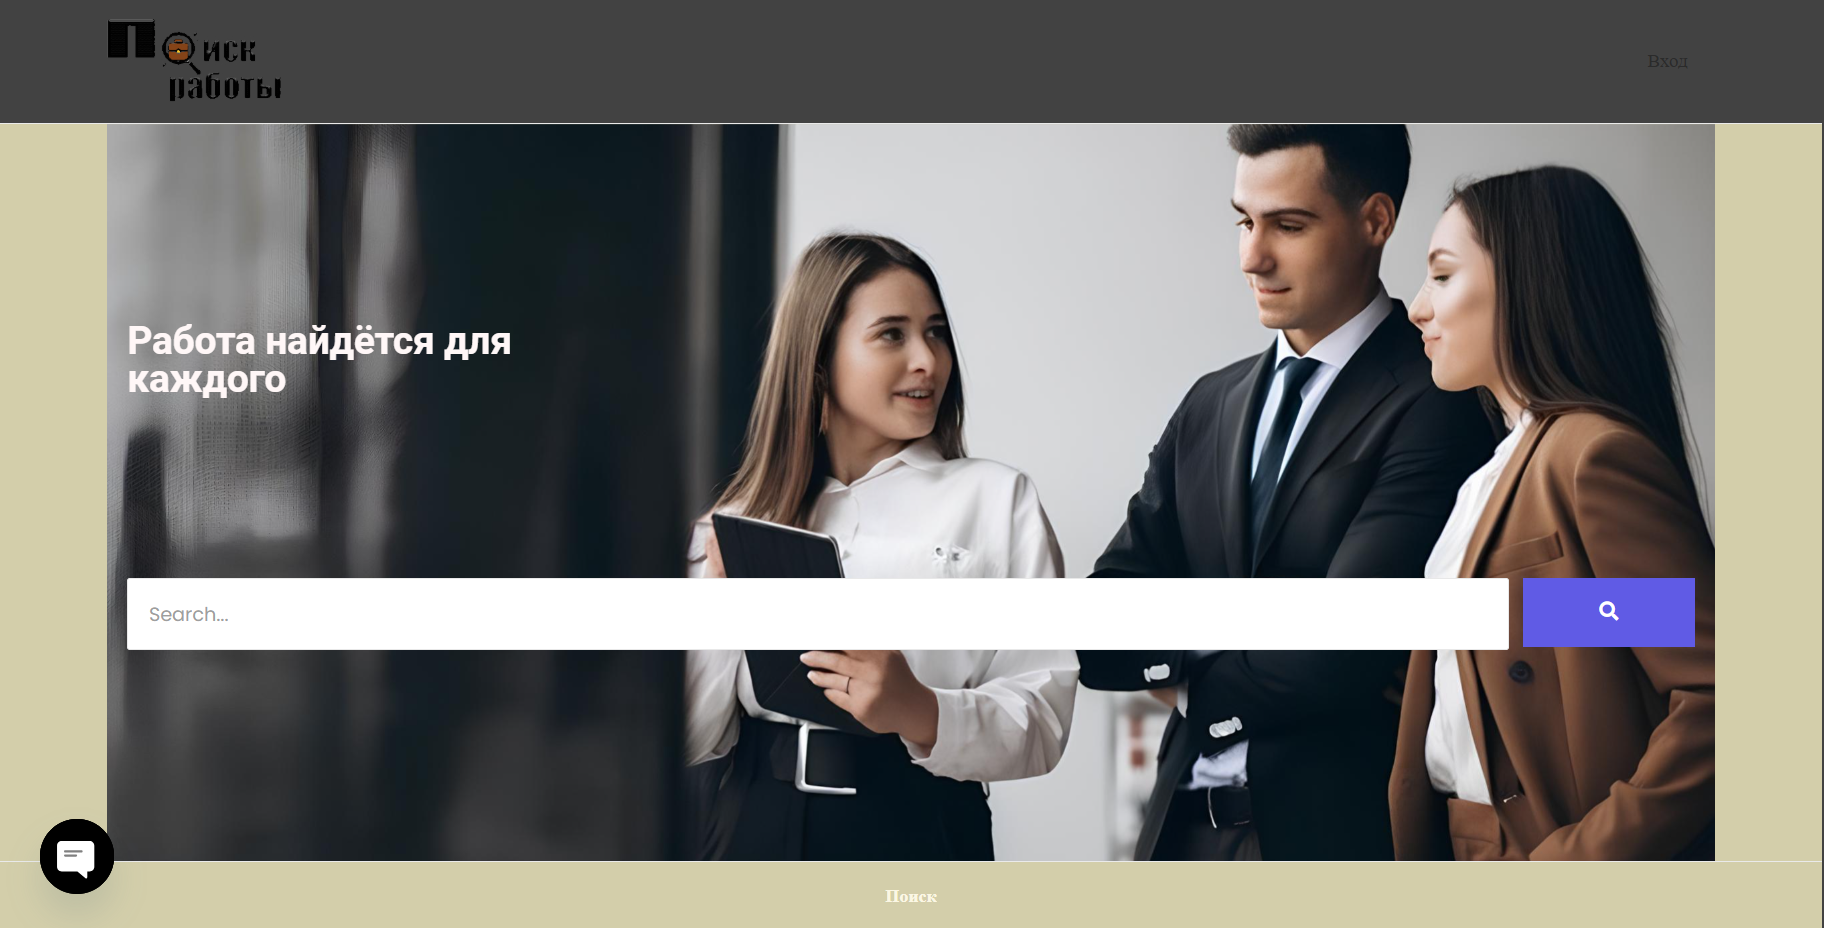 Поиск
работы
Вход
Работа найдётся для
каждого
Search...
Поиск